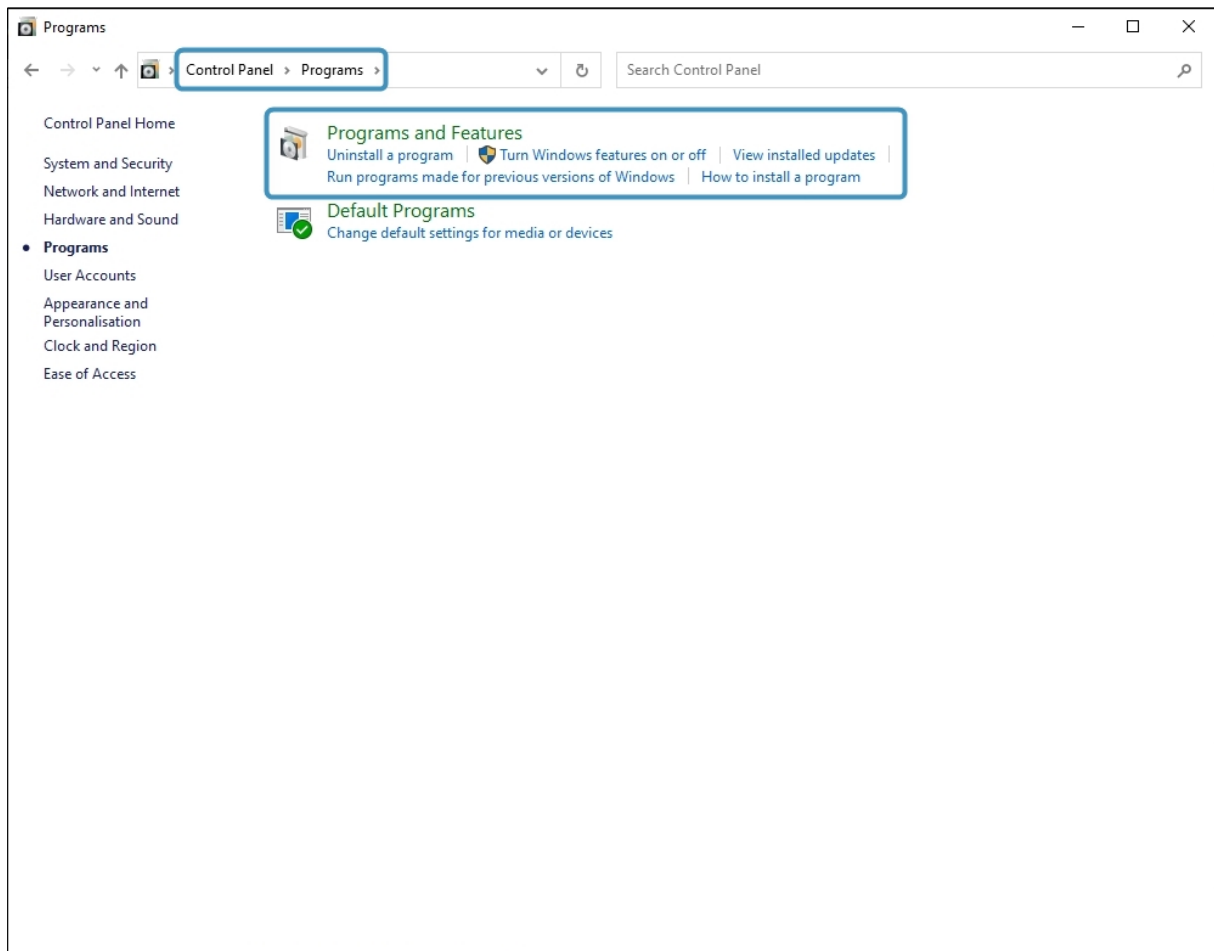 Programs
Control Panel > Programs >
Search Control Panel
Control Panel Home
System and Security
Network and Internet
Hardware and Sound
Programs
User Accounts
Appearance and
Personalisation
Clock and Region
Ease of Access
Programs and Features
Uninstall a program
Turn Windows features on or off
View installed updates
Run programs made for previous versions of Windows
How to install a program
Default Programs
Change default settings for media or devices